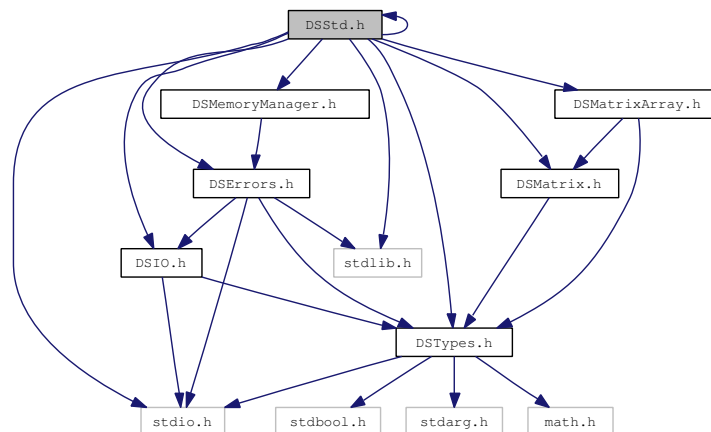 DSStd.h
DSMemoryManager.h
DSMatrixArray.h
DSErrors.h
DSMatrix.h
DSIO.h
stdlib.h
DSTypes.h
stdio.h
stdbool.h
stdarg.h
math.h